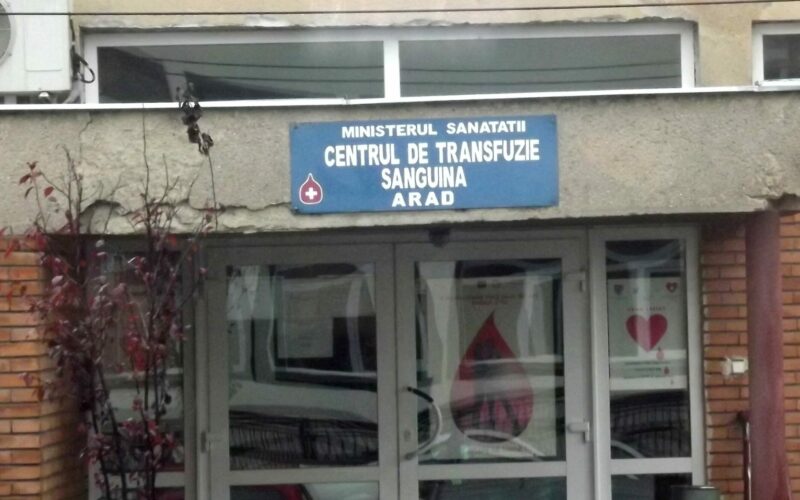 MINISTERUL SANATATII
CENTRUL DE TRANSFUZIE
SANGUINA
ARAD